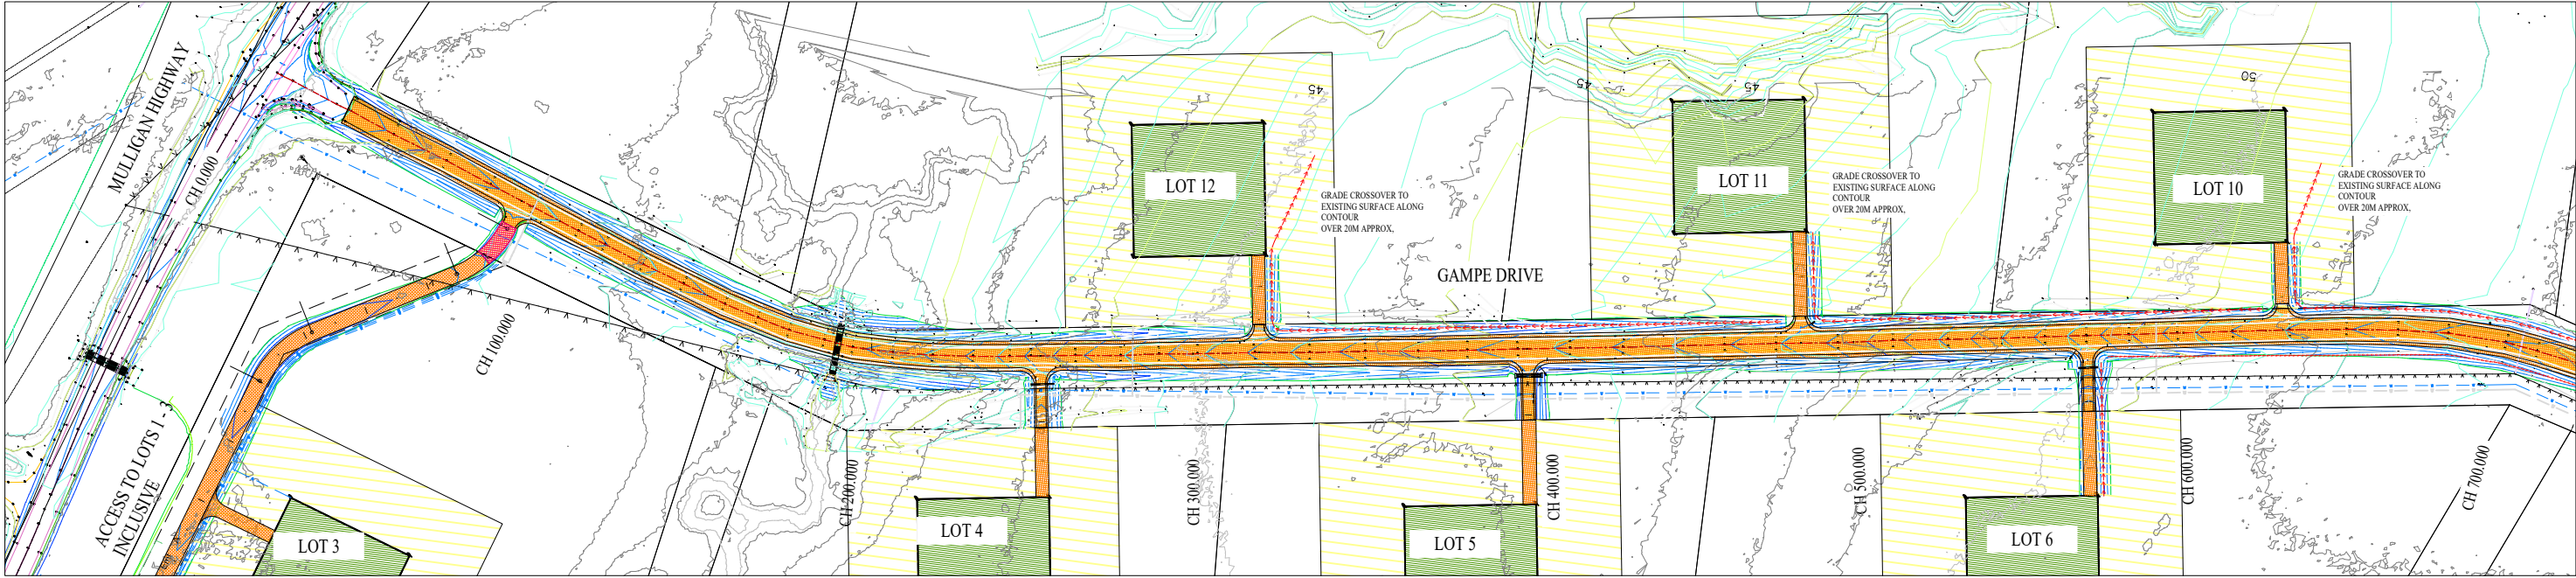 MULLIGAN HIGHWAY
CH 0.000
ACCESS TO LOTS 1 - 3
INCLUSIVE
LOT 3
CH 100.000
CH 200.000
LOT 12
45
GRADE CROSSOVER TO
EXISTING SURFACE ALONG
CONTOUR
OVER 20M APPROX,
GAMPE DRIVE
LOT 4
CH 300.000
LOT 5
CH 400.000
45
45
LOT 11
GRADE CROSSOVER TO
EXISTING SURFACE ALONG
CONTOUR
OVER 20M APPROX,
CH 500.000
LOT 6
CH 600.000
50
LOT 10
GRADE CROSSOVER TO
EXISTING SURFACE ALONG
CONTOUR
OVER 20M APPROX,
CH 700.000